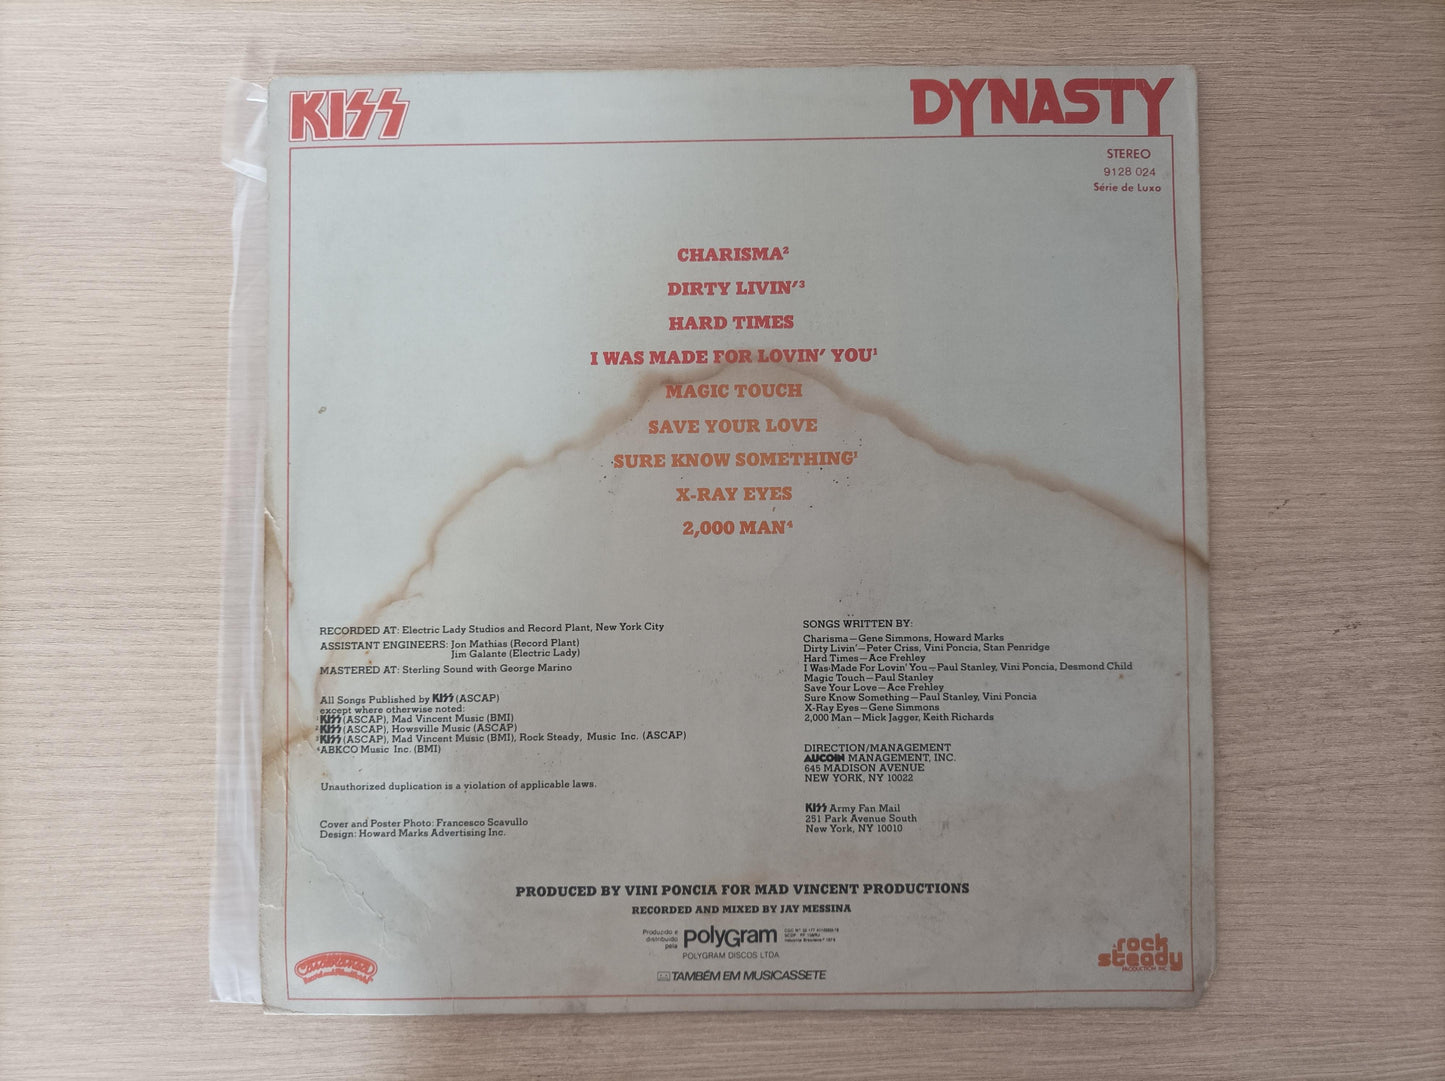 KISS
DYNASTY
STEREO
9128 024
Série de Luxo
CHARISMA²
DIRTY LIVIN'³
HARD TIMES
I WAS MADE FOR LOVIN' YOU¹
MAGIC TOUCH
SAVE YOUR LOVE
SURE KNOW SOMETHING¹
X-RAY EYES
2,000 MAN⁴
RECORDED AT: Electric Lady Studios and Record Plant, New York City
ASSISTANT ENGINEERS: Jon Mathias (Record Plant)
Jim Galante (Electric Lady)
MASTERED AT: Sterling Sound with George Marino
All Songs Published by KISS (ASCAP)
except where otherwise noted:
¹KISS (ASCAP), Mad Vincent Music (BMI)
²KISS (ASCAP), Howsville Music (ASCAP)
³KISS (ASCAP), Mad Vincent Music (BMI), Rock Steady, Music Inc. (ASCAP)
⁴ABKCO Music Inc. (BMI)
Unauthorized duplication is a violation of applicable laws.
Cover and Poster Photo: Francesco Scavullo
Design: Howard Marks Advertising Inc.
SONGS WRITTEN BY:
Charisma—Gene Simmons, Howard Marks
Dirty Livin'—Peter Criss, Vini Poncia, Stan Penridge
Hard Times—Ace Frehley
I Was Made For Lovin' You—Paul Stanley, Vini Poncia, Desmond Child
Magic Touch—Paul Stanley
Save Your Love—Ace Frehley
Sure Know Something—Paul Stanley, Vini Poncia
X-Ray Eyes—Gene Simmons
2,000 Man—Mick Jagger, Keith Richards
DIRECTION/MANAGEMENT
AUCOIN MANAGEMENT, INC.
645 MADISON AVENUE
NEW YORK, NY 10022
KISS Army Fan Mail
251 Park Avenue South
New York, NY 10010
PRODUCED BY VINI PONCIA FOR MAD VINCENT PRODUCTIONS
RECORDED AND MIXED BY JAY MESSINA
Produzido e
distribuido
pela
polyGram
POLYGRAM DISCOS LTDA.
TAMBÉM EM MUSICASSETE
rock
steady
PRODUCTION INC